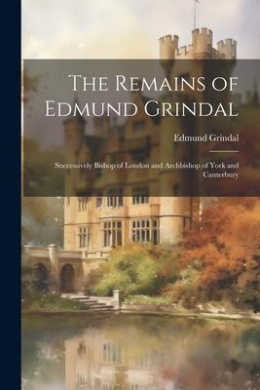 The Remains of
Edmund Grindal
Successively Bishop of London and Archbishop of York and
Canterbury
Edmund Grindal